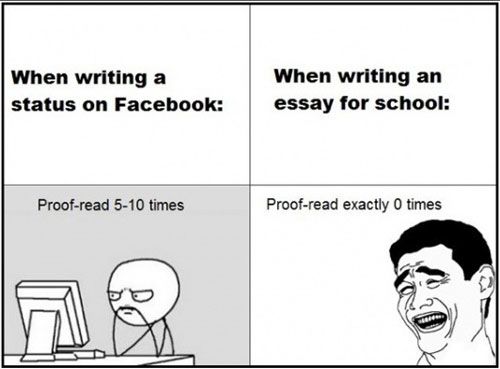 When writing a
status on Facebook:
When writing an
essay for school:
Proof-read 5-10 times
Proof-read exactly 0 times